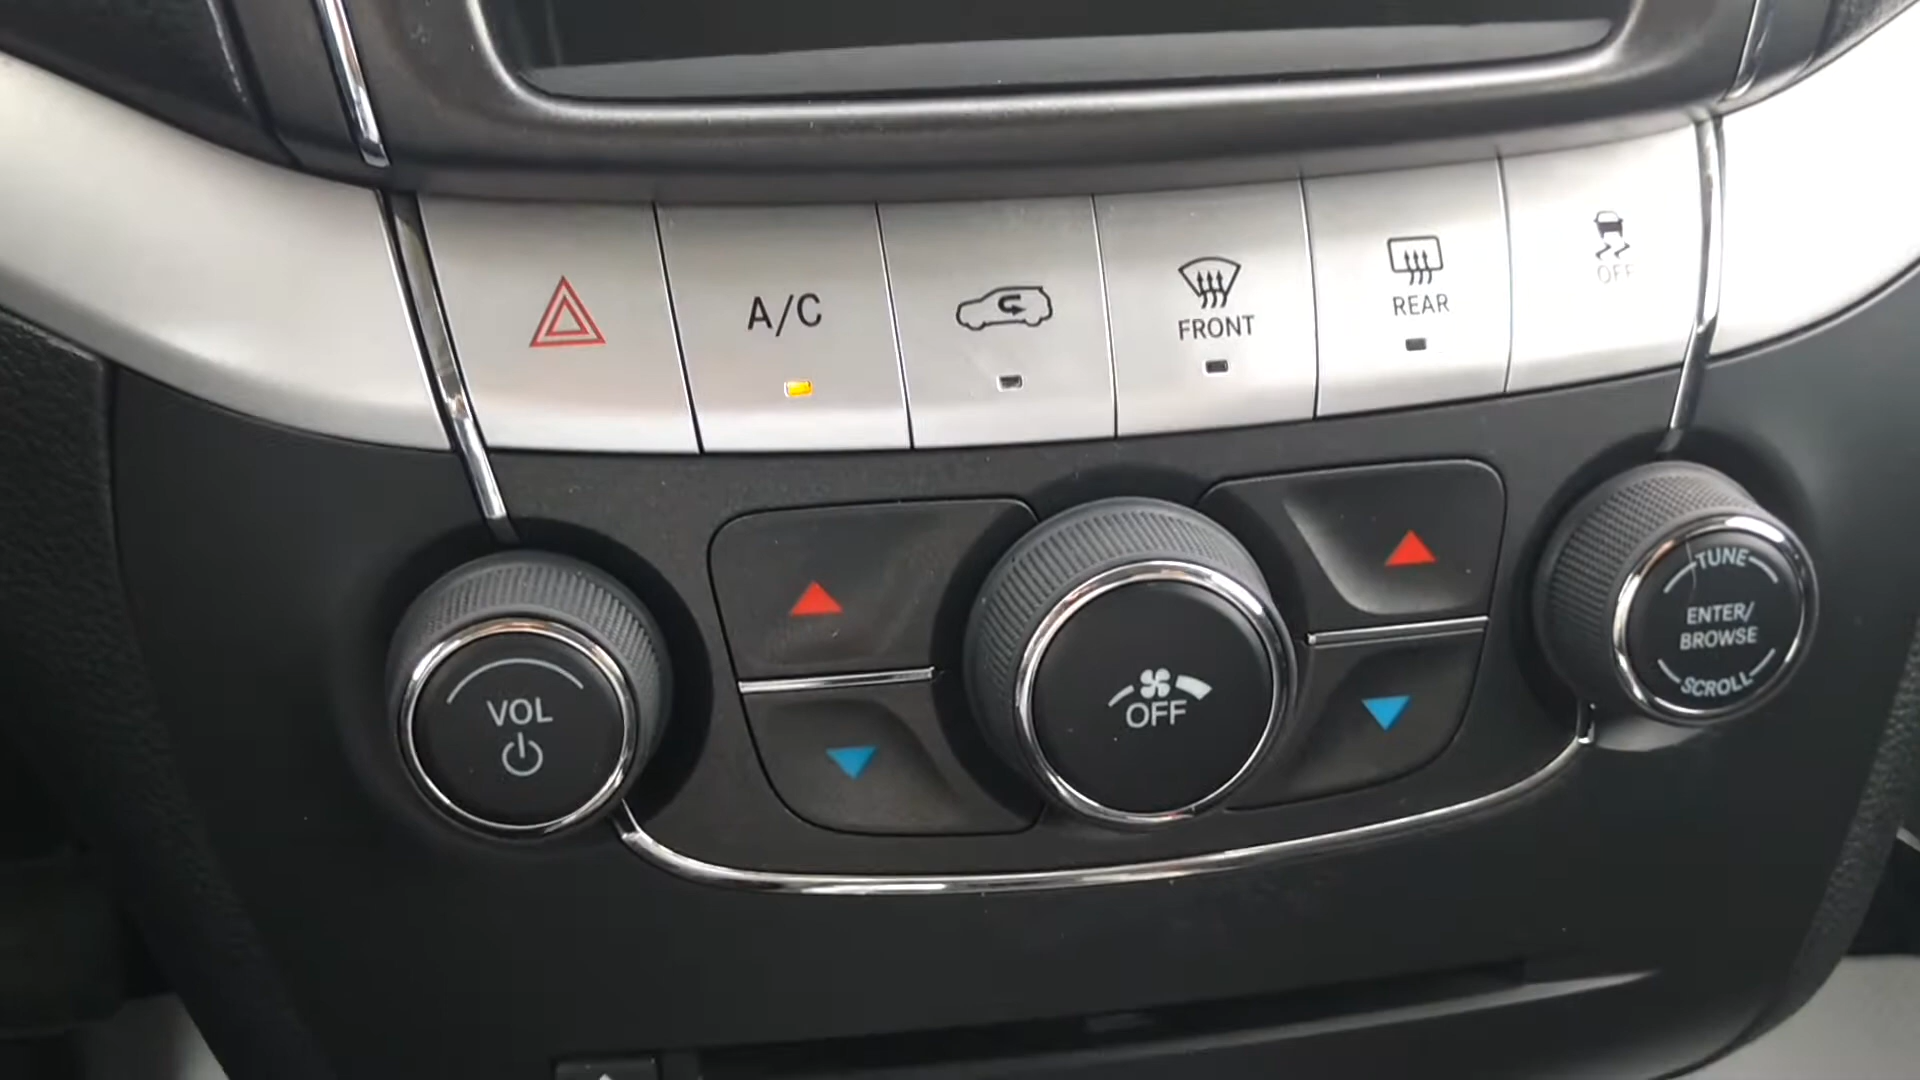 A/C
FRONT
REAR
OFF
VOL
OFF
TUNE
ENTER/
BROWSE
SCROLL